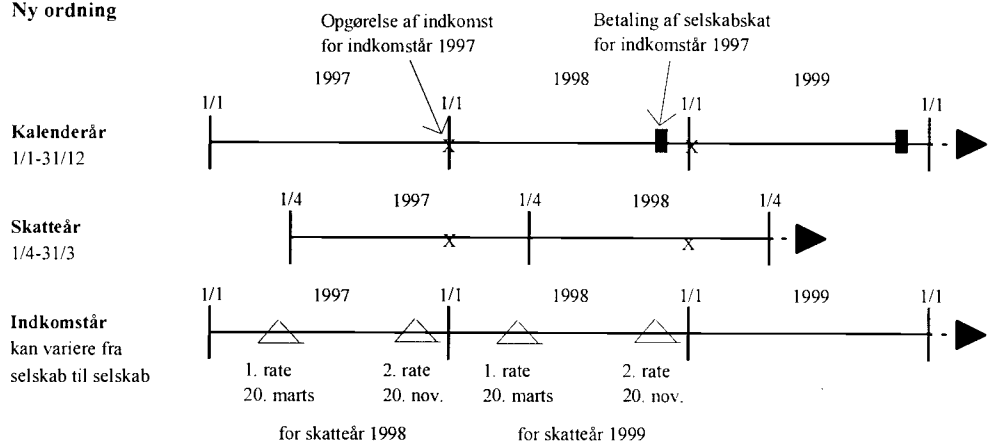 Ny ordning
Opgørelse af indkomst
for indkomstår 1997
Betaling af selskabskat
for indkomstår 1997
1997 1998 1999
1/1 1/1 1/1 1/1
Kalenderår
1/1-31/12
x x
1/4 1997 1/4 1998 1/4
Skatteår
1/4-31/3
x x
1/1 1997 1/1 1998 1/1 1999 1/1
Indkomstår
kan variere fra
selskab til selskab
1. rate 2. rate 1. rate 2. rate
20. marts 20. nov. 20. marts 20. nov.
for skatteår 1998 for skatteår 1999